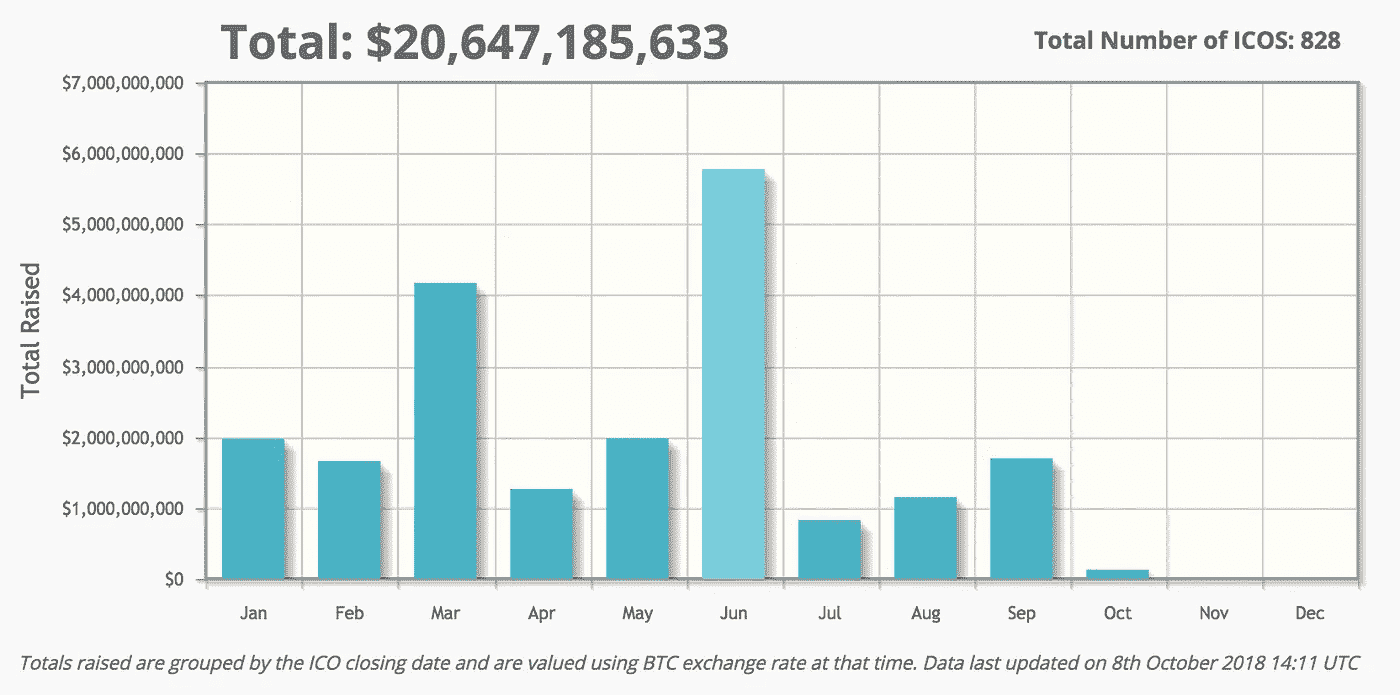 Total: $20,647,185,633
Total Number of ICOS: 828
$7,000,000,000
$6,000,000,000
$5,000,000,000
$4,000,000,000
$3,000,000,000
$2,000,000,000
$1,000,000,000
$0
Total Raised
Jan Feb Mar Apr May Jun Jul Aug Sep Oct Nov Dec
Totals raised are grouped by the ICO closing date and are valued using BTC exchange rate at that time. Data last updated on 8th October 2018 14:11 UTC